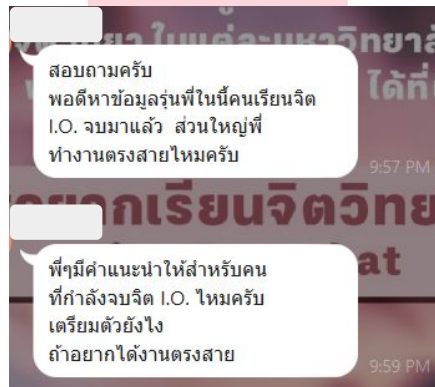 สอบถามครับ
พอดีหาข้อมูลรุ่นพี่ในนี้คนเรียนจิต
I.O. จบมาแล้ว ส่วนใหญ่พี่
ทำงานตรงสายไหมครับ
9:57 PM
ได้ที่
อยากเรียนจิตวิทย
at
พี่ๆมีคำแนะนำให้สำหรับคน
ที่กำลังจบจิต I.O. ไหมครับ
เตรียมตัวยังไง
ถ้าอยากได้งานตรงสาย
9:59 PM